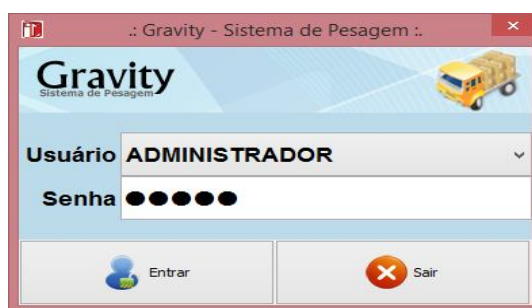 .: Gravity - Sistema de Pesagem :.
Gravity
Sistema de Pesagem
Usuário ADMINISTRADOR
Senha ●●●●●
Entrar
Sair